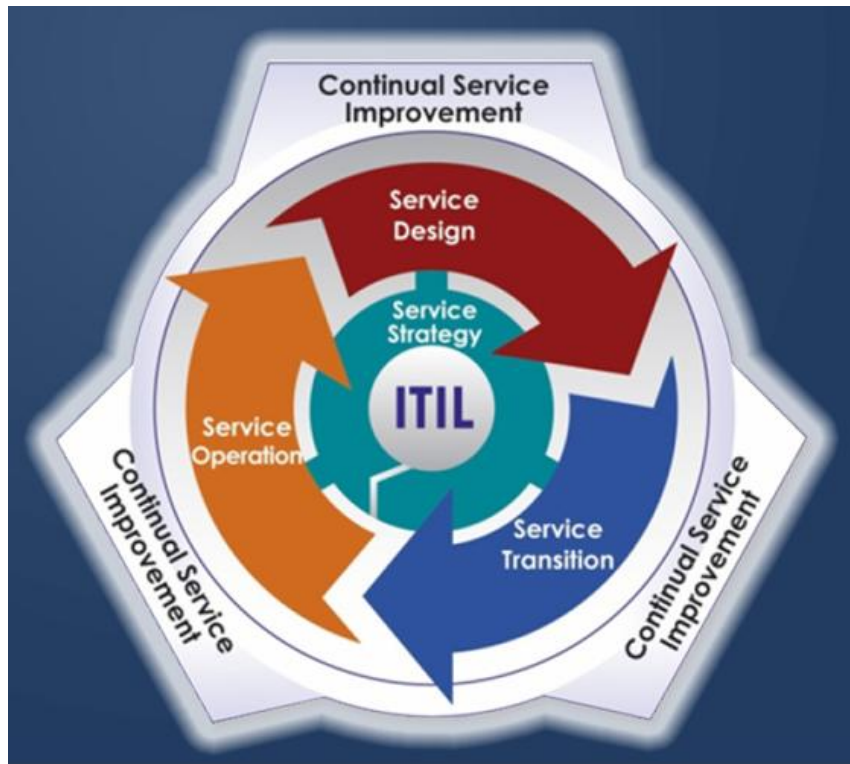 Continual Service
Improvement
Service
Design
Service
Strategy
ITIL
Service
Operation
Service
Transition
Continual Service
Improvement
Continual Service
Improvement